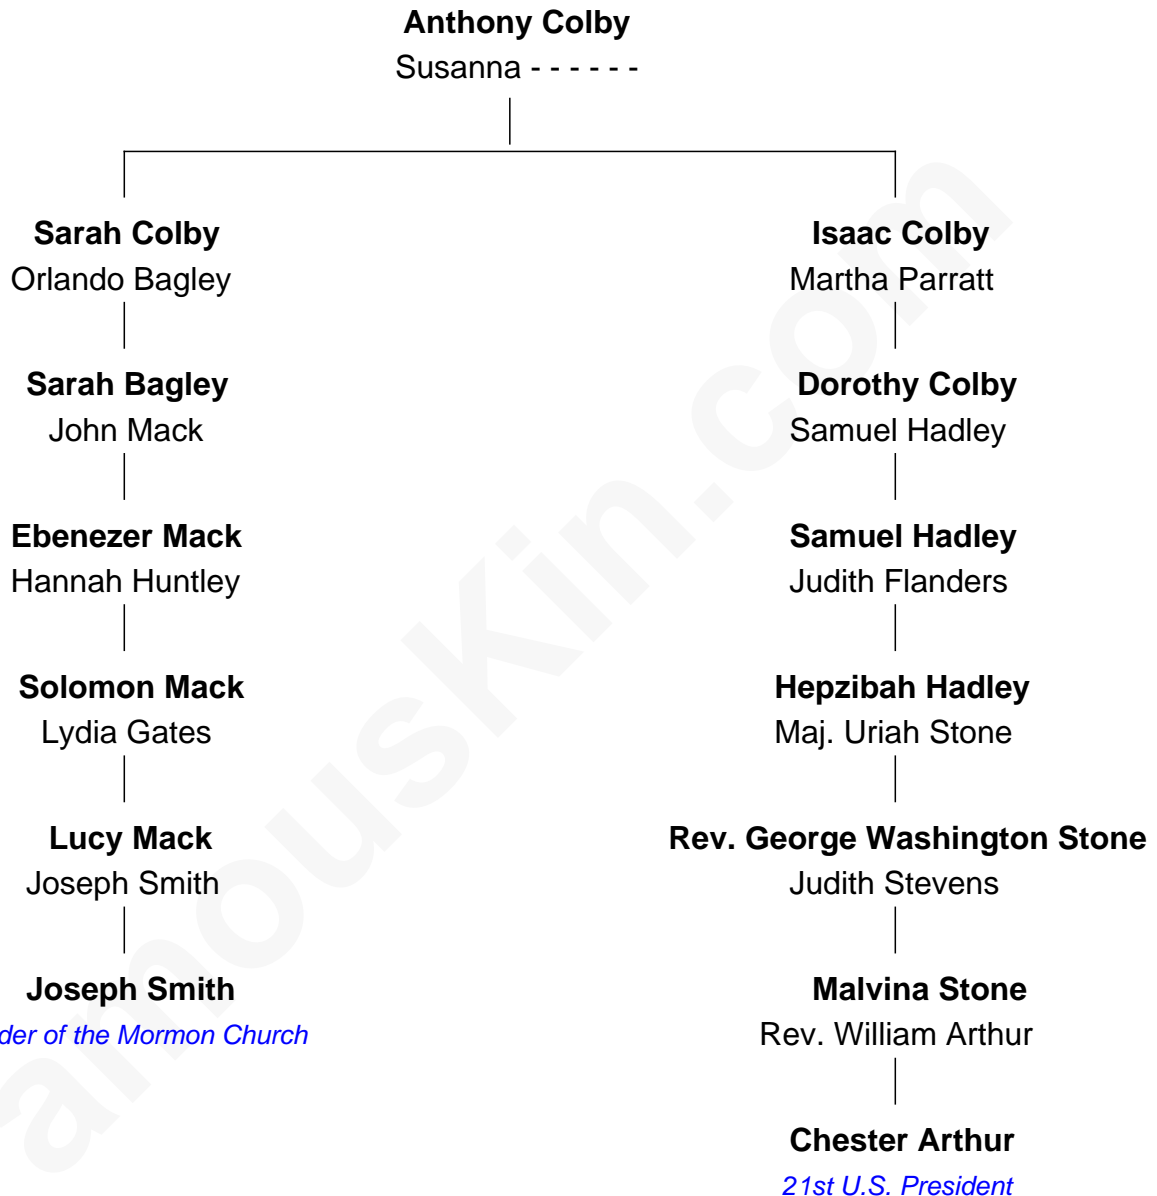 Anthony Colby
Susanna - - - - - -
Sarah Colby
Orlando Bagley
Isaac Colby
Martha Parratt
Sarah Bagley
John Mack
Dorothy Colby
Samuel Hadley
Ebenezer Mack
Hannah Huntley
Samuel Hadley
Judith Flanders
Solomon Mack
Lydia Gates
Hepzibah Hadley
Maj. Uriah Stone
Lucy Mack
Joseph Smith
Rev. George Washington Stone
Judith Stevens
Joseph Smith
der of the Mormon Church
Malvina Stone
Rev. William Arthur
Chester Arthur
21st U.S. President
amouskin.com